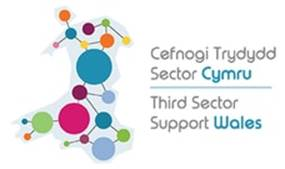 Cefnogi Trydydd
Sector Cymru
Third Sector
Support Wales